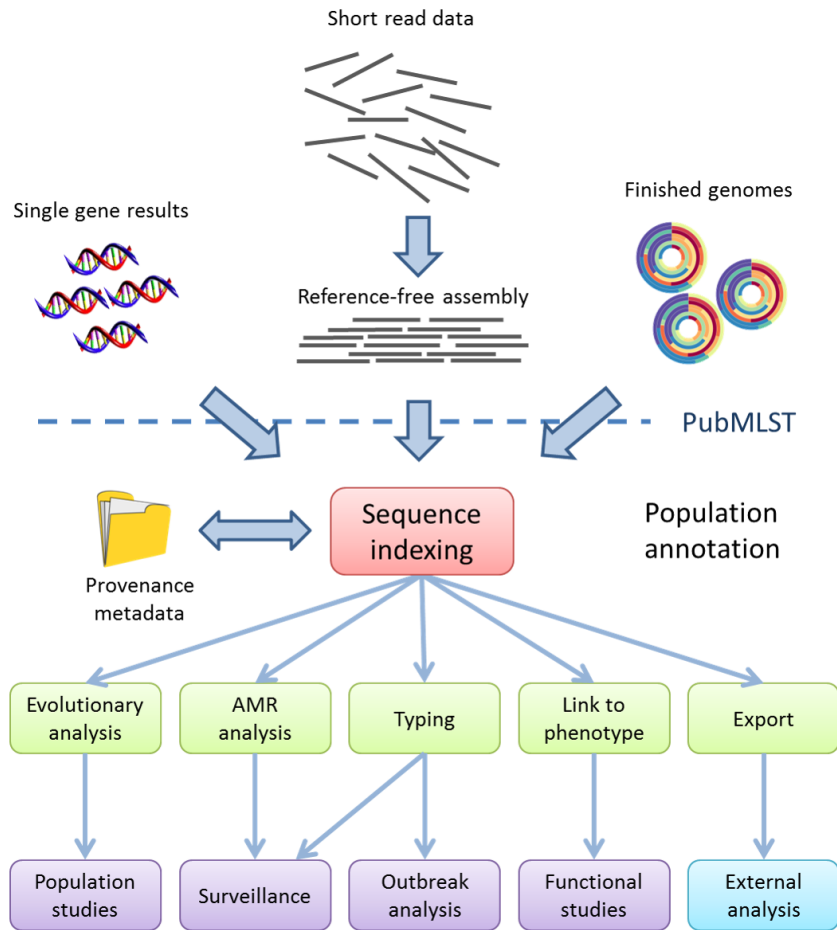 Short read data
Single gene results
Finished genomes
Reference-free assembly
PubMLST
Sequence
indexing
Population
annotation
Provenance
metadata
Evolutionary
analysis
AMR
analysis
Typing
Link to
phenotype
Export
Population
studies
Surveillance
Outbreak
analysis
Functional
studies
External
analysis